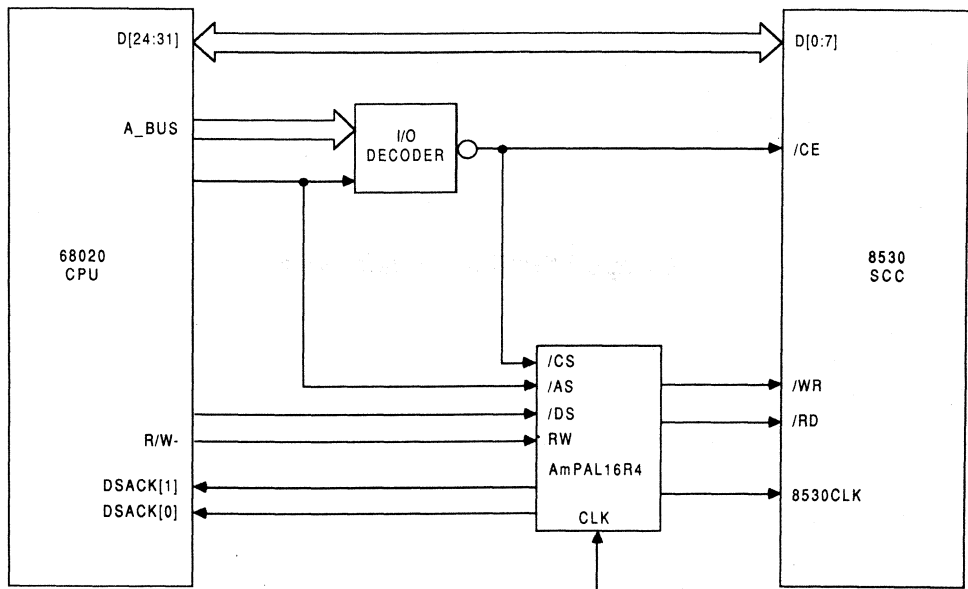 D[24:31]
D[0:7]
A_BUS
I/O
DECODER
/CE
68020
CPU
8530
SCC
/CS
/AS
/WR
/DS
/RD
R/W-
RW
AmPAL16R4
DSACK[1]
8530CLK
DSACK[0]
CLK